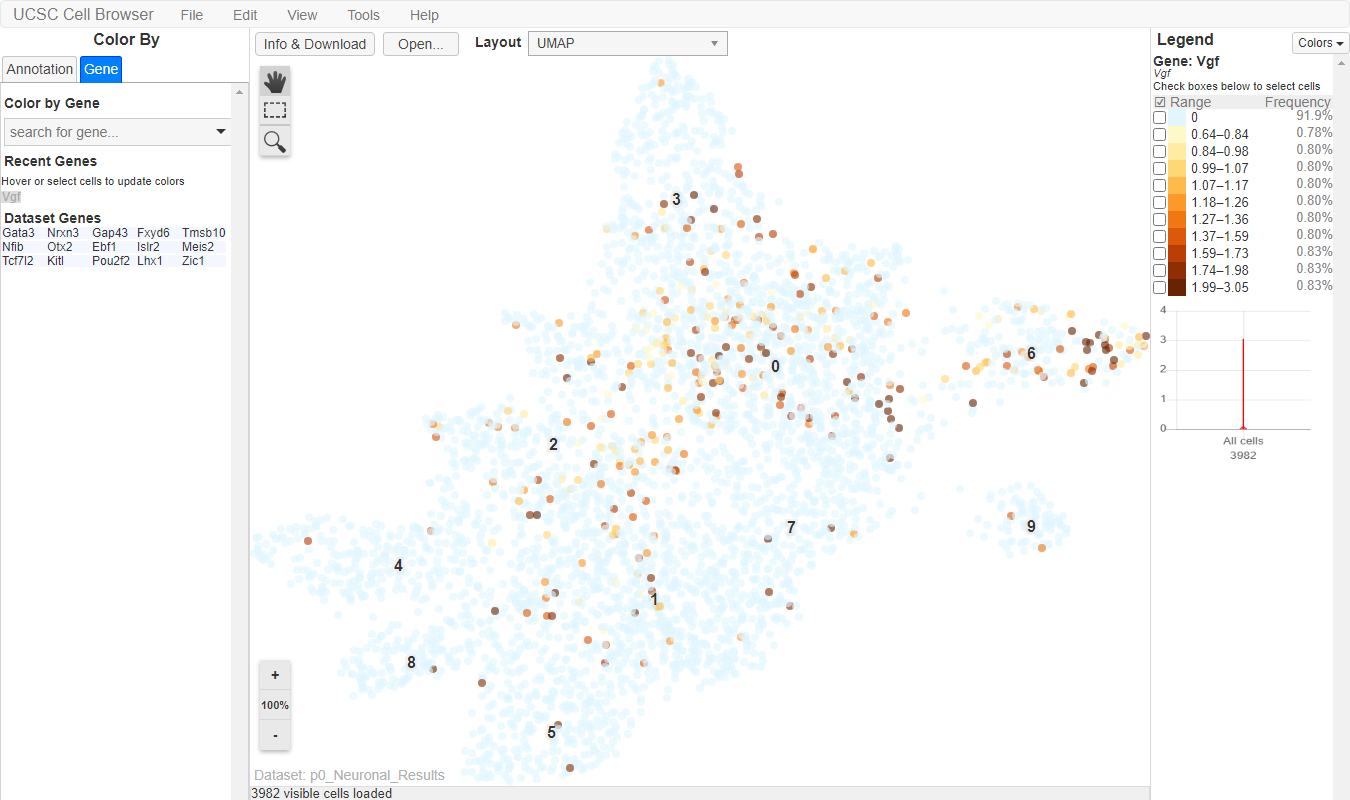 UCSC Cell Browser File Edit View Tools Help
Color By
Annotation Gene
Color by Gene
search for gene...
Recent Genes
Hover or select cells to update colors
Vgf
Dataset Genes
Gata3 Nrxn3 Gap43 Fxyd6 Tmsb10
Nfib Otx2 Ebf1 Islr2 Meis2
Tcf7l2 Kitl Pou2f2 Lhx1 Zic1
Info & Download Open... Layout UMAP
3
0
6
2
7
9
4
1
8
5
+
100%
-
Dataset: p0_Neuronal_Results
3982 visible cells loaded
Legend Colors
Gene: Vgf
Vgf
Check boxes below to select cells
Range Frequency
0 91.9%
0.64–0.84 0.78%
0.84–0.98 0.80%
0.99–1.07 0.80%
1.07–1.17 0.80%
1.18–1.26 0.80%
1.27–1.36 0.80%
1.37–1.59 0.80%
1.59–1.73 0.83%
1.74–1.98 0.83%
1.99–3.05 0.83%
4
3
2
1
0
All cells
3982